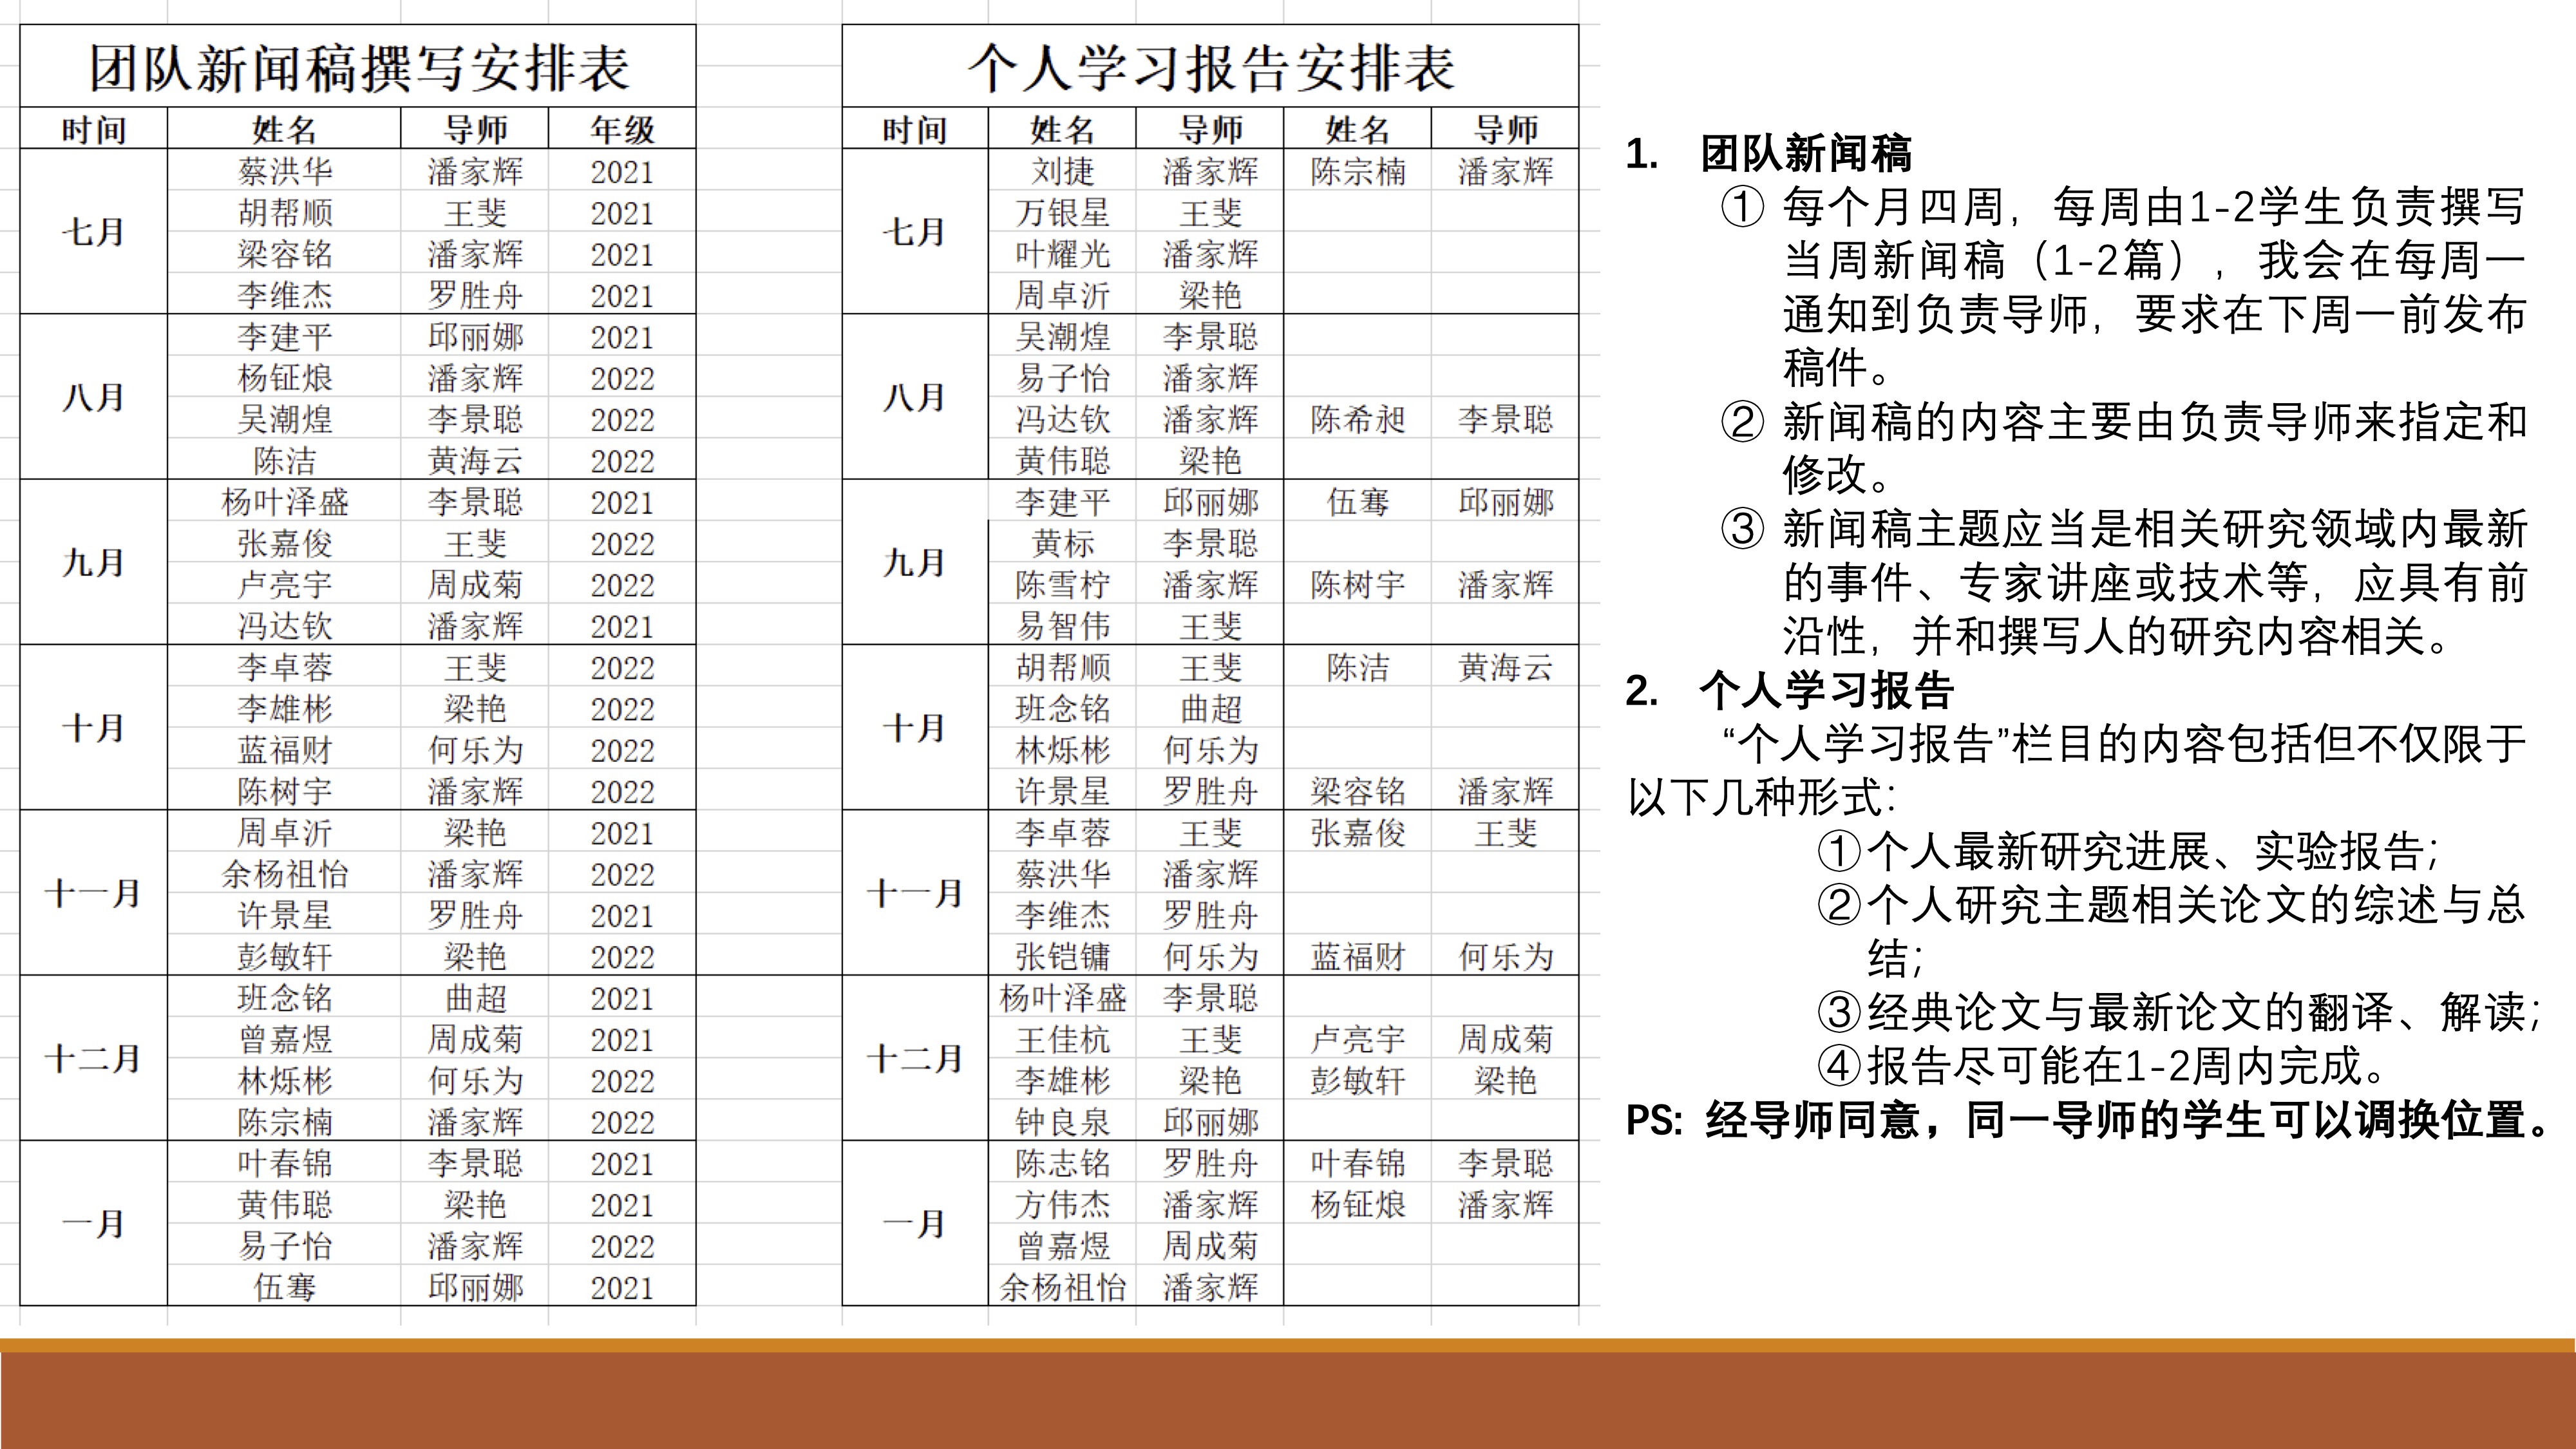 团队新闻稿撰写安排表
时间 姓名 导师 年级
七月
蔡洪华 潘家辉 2021
胡帮顺 王斐 2021
梁容铭 潘家辉 2021
李维杰 罗胜舟 2021
八月
李建平 邱丽娜 2021
杨钲烺 潘家辉 2022
吴潮煌 李景聪 2022
陈洁 黄海云 2022
九月
杨叶泽盛 李景聪 2021
张嘉俊 王斐 2022
卢亮宇 周成菊 2022
冯达钦 潘家辉 2021
十月
李卓蓉 王斐 2022
李雄彬 梁艳 2022
蓝福财 何乐为 2022
陈树宇 潘家辉 2022
十一月
周卓沂 梁艳 2021
余杨祖怡 潘家辉 2022
许景星 罗胜舟 2021
彭敏轩 梁艳 2022
十二月
班念铭 曲超 2021
曾嘉煜 周成菊 2021
林烁彬 何乐为 2022
陈宗楠 潘家辉 2022
一月
叶春锦 李景聪 2021
黄伟聪 梁艳 2021
易子怡 潘家辉 2022
伍骞 邱丽娜 2021
个人学习报告安排表
时间 姓名 导师 姓名 导师
七月
刘捷 潘家辉 陈宗楠 潘家辉
万银星 王斐
叶耀光 潘家辉
周卓沂 梁艳
八月
吴潮煌 李景聪
易子怡 潘家辉
冯达钦 潘家辉 陈希昶 李景聪
黄伟聪 梁艳
九月
李建平 邱丽娜 伍骞 邱丽娜
黄标 李景聪
陈雪柠 潘家辉 陈树宇 潘家辉
易智伟 王斐
十月
胡帮顺 王斐 陈洁 黄海云
班念铭 曲超
林烁彬 何乐为
许景星 罗胜舟 梁容铭 潘家辉
十一月
李卓蓉 王斐 张嘉俊 王斐
蔡洪华 潘家辉
李维杰 罗胜舟
张铠镛 何乐为 蓝福财 何乐为
十二月
杨叶泽盛 李景聪
王佳杭 王斐 卢亮宇 周成菊
李雄彬 梁艳 彭敏轩 梁艳
钟良泉 邱丽娜
一月
陈志铭 罗胜舟 叶春锦 李景聪
方伟杰 潘家辉 杨钲烺 潘家辉
曾嘉煜 周成菊
余杨祖怡 潘家辉
1. 团队新闻稿
① 每个月四周，每周由1-2学生负责撰写
当周新闻稿（1-2篇），我会在每周一
通知到负责导师，要求在下周一前发布
稿件。
② 新闻稿的内容主要由负责导师来指定和
修改。
③ 新闻稿主题应当是相关研究领域内最新
的事件、专家讲座或技术等，应具有前
沿性，并和撰写人的研究内容相关。
2. 个人学习报告
“个人学习报告”栏目的内容包括但不仅限于
以下几种形式：
①个人最新研究进展、实验报告；
②个人研究主题相关论文的综述与总
结；
③经典论文与最新论文的翻译、解读；
④报告尽可能在1-2周内完成。
PS: 经导师同意，同一导师的学生可以调换位置。